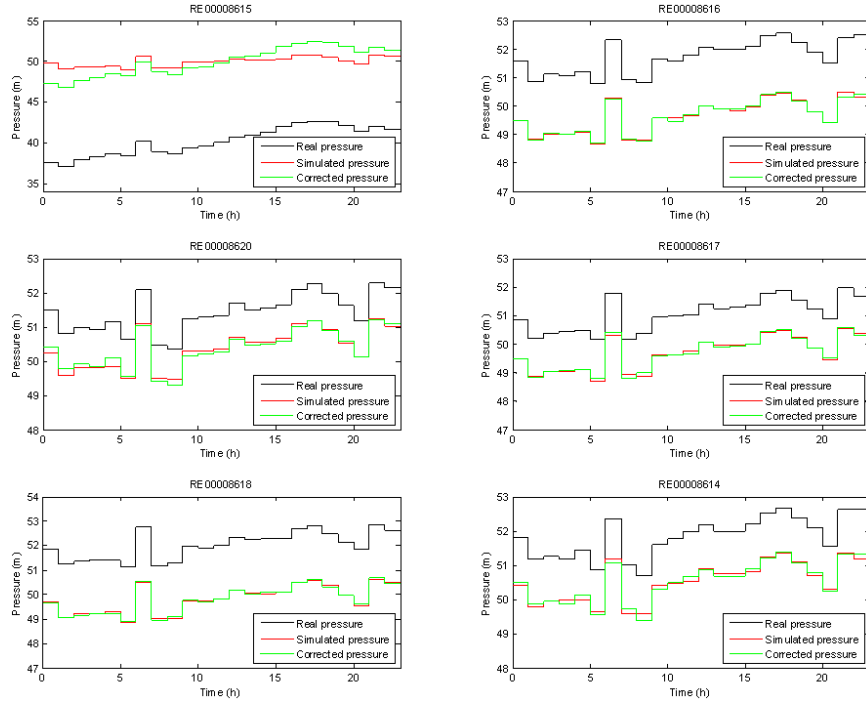 RE00008615
55
50
45
40
35
Pressure (m)
Real pressure
Simulated pressure
Corrected pressure
0 5 10 15 20
Time (h)
RE00008616
53
52
51
50
49
48
47
Pressure (m)
Real pressure
Simulated pressure
Corrected pressure
0 5 10 15 20
Time (h)
RE00008620
53
52
51
50
49
48
Pressure (m)
Real pressure
Simulated pressure
Corrected pressure
0 5 10 15 20
Time (h)
RE00008617
53
52
51
50
49
48
47
Pressure (m)
Real pressure
Simulated pressure
Corrected pressure
0 5 10 15 20
Time (h)
RE00008618
54
53
52
51
50
49
48
47
Pressure (m)
Real pressure
Simulated pressure
Corrected pressure
0 5 10 15 20
Time (h)
RE00008614
53
52
51
50
49
48
Pressure (m)
Real pressure
Simulated pressure
Corrected pressure
0 5 10 15 20
Time (h)